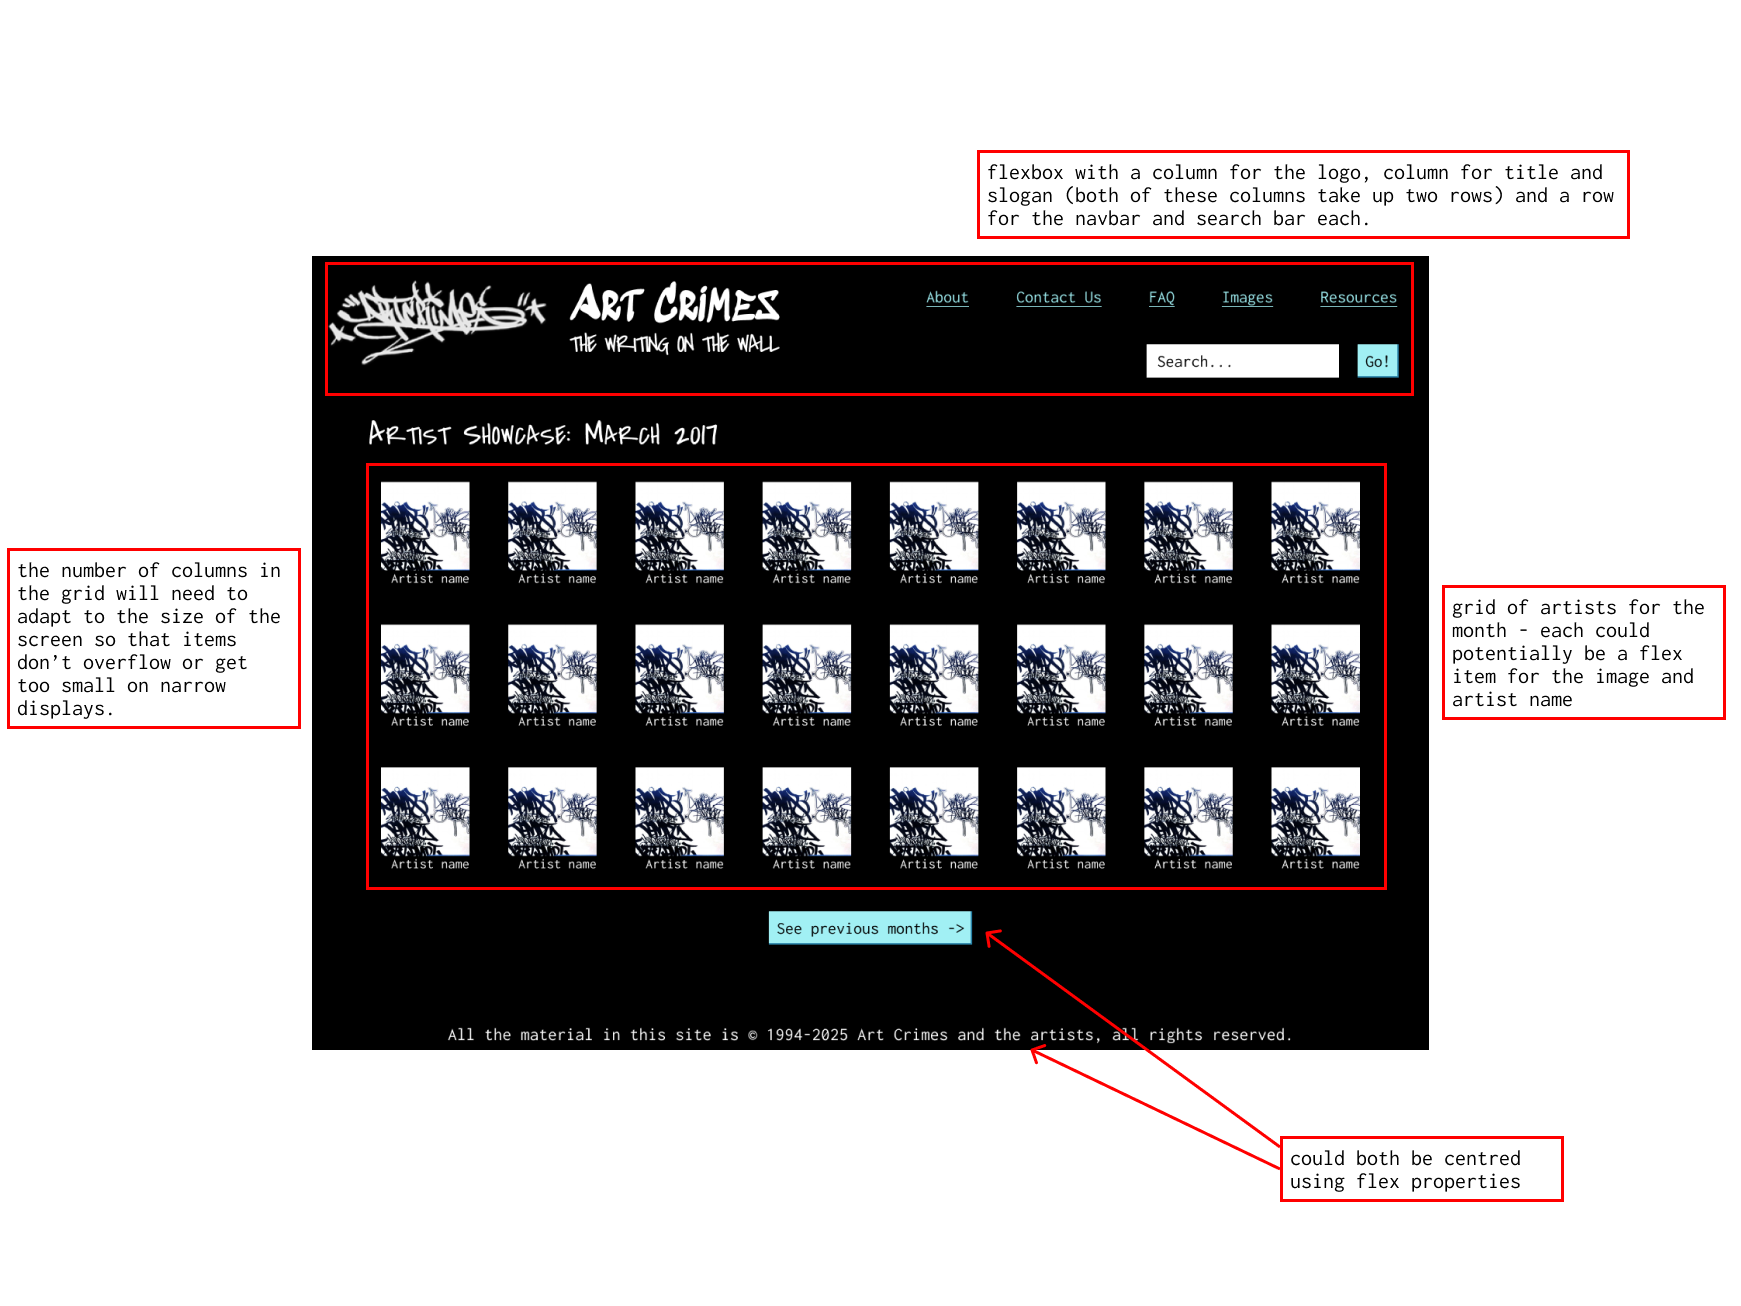 flexbox with a column for the logo, column for title and
slogan (both of these columns take up two rows) and a row
for the navbar and search bar each.
ART CRiMES
THE WRITING ON THE WALL
About Contact Us FAQ Images Resources
Search... Go!
ARTIST SHOWCASE: MARCH 2017
Artist name Artist name Artist name Artist name Artist name Artist name Artist name Artist name
Artist name Artist name Artist name Artist name Artist name Artist name Artist name Artist name
Artist name Artist name Artist name Artist name Artist name Artist name Artist name Artist name
the number of columns in
the grid will need to
adapt to the size of the
screen so that items
don’t overflow or get
too small on narrow
displays.
grid of artists for the
month - each could
potentially be a flex
item for the image and
artist name
See previous months ->
All the material in this site is © 1994-2025 Art Crimes and the artists, all rights reserved.
could both be centred
using flex properties